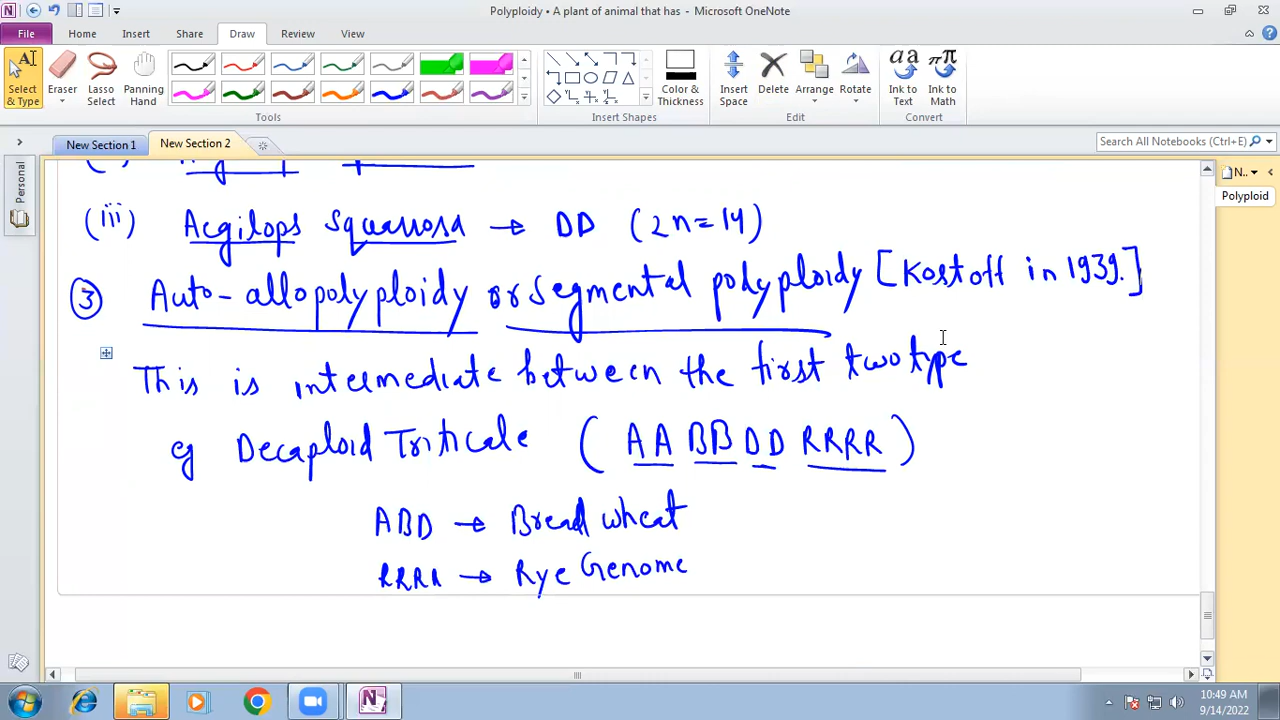 Polyploidy - A plant of animal that has - Microsoft OneNote
File Home Insert Draw Review View
Select & Type
Eraser
Lasso Select
Panning Hand
Color & Thickness
Insert Space
Delete
Arrange
Rotate
Ink to Text
Ink to Math
Tools
Insert Shapes
Edit
Convert
New Section 1
New Section 2
Search All Notebooks (Ctrl+E)
Personal
N..
Polyploid
(iii) Aegilops Squarrosa → DD (2n=14)
③ Auto-allopolyploidy or segmental polyploidy [Kostoff in 1939.]
This is intermediate between the first two type
eg Decaploid Triticale (AA BB DD RRRR)
ABD → Bread wheat
RRRR → Rye Genome
10:49 AM
9/14/2022